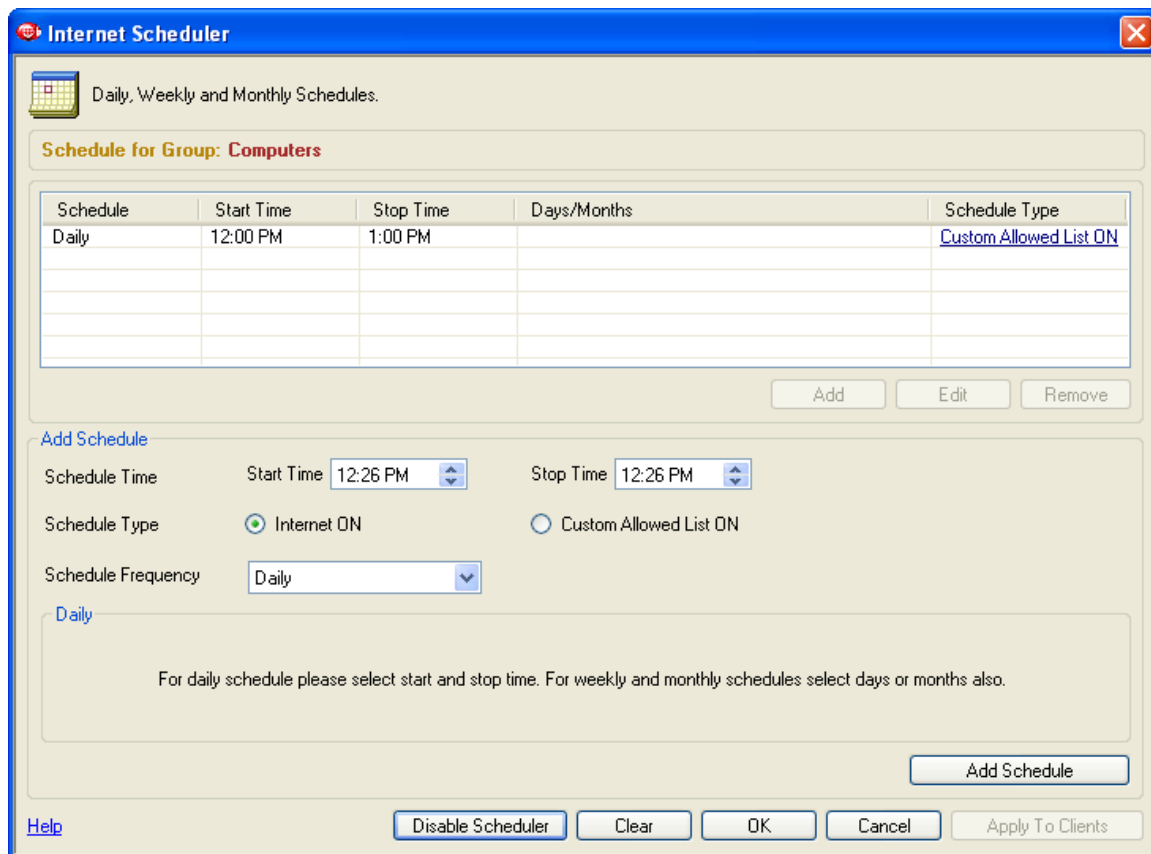 Internet Scheduler
Daily, Weekly and Monthly Schedules.
Schedule for Group: Computers
Schedule Start Time Stop Time Days/Months Schedule Type
Daily 12:00 PM 1:00 PM Custom Allowed List ON
Add Edit Remove
Add Schedule
Schedule Time Start Time 12:26 PM Stop Time 12:26 PM
Schedule Type Internet ON Custom Allowed List ON
Schedule Frequency Daily
Daily
For daily schedule please select start and stop time. For weekly and monthly schedules select days or months also.
Add Schedule
Help Disable Scheduler Clear OK Cancel Apply To Clients